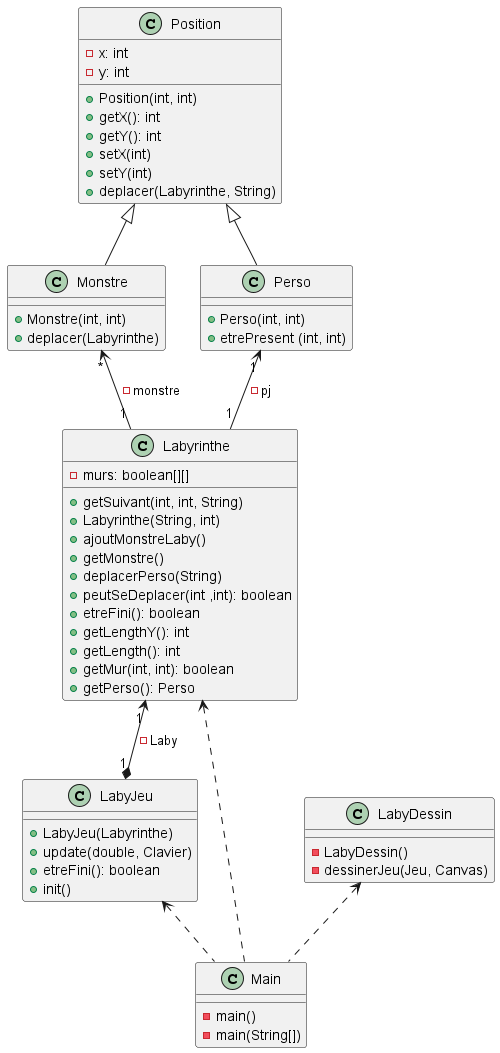 C Position
x: int
y: int
Position(int, int)
getX(): int
getY(): int
setX(int)
setY(int)
deplacer(Labyrinthe, String)
C Monstre
Monstre(int, int)
deplacer(Labyrinthe)
C Perso
Perso(int, int)
etrePresent (int, int)
* 1
monstre pj
1 1
C Labyrinthe
murs: boolean[][]
getSuivant(int, int, String)
Labyrinthe(String, int)
ajoutMonstreLaby()
getMonstre()
deplacerPerso(String)
peutSeDeplacer(int ,int): boolean
etreFini(): boolean
getLengthY(): int
getLength(): int
getMur(int, int): boolean
getPerso(): Perso
1
Laby
1
C LabyJeu
LabyJeu(Labyrinthe)
update(double, Clavier)
etreFini(): boolean
init()
C LabyDessin
LabyDessin()
dessinerJeu(Jeu, Canvas)
C Main
main()
main(String[])